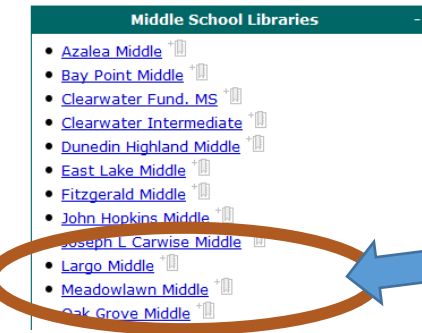 Middle School Libraries -
Azalea Middle
Bay Point Middle
Clearwater Fund. MS
Clearwater Intermediate
Dunedin Highland Middle
East Lake Middle
Fitzgerald Middle
John Hopkins Middle
Joseph L Carwise Middle
Largo Middle
Meadowlawn Middle
Oak Grove Middle